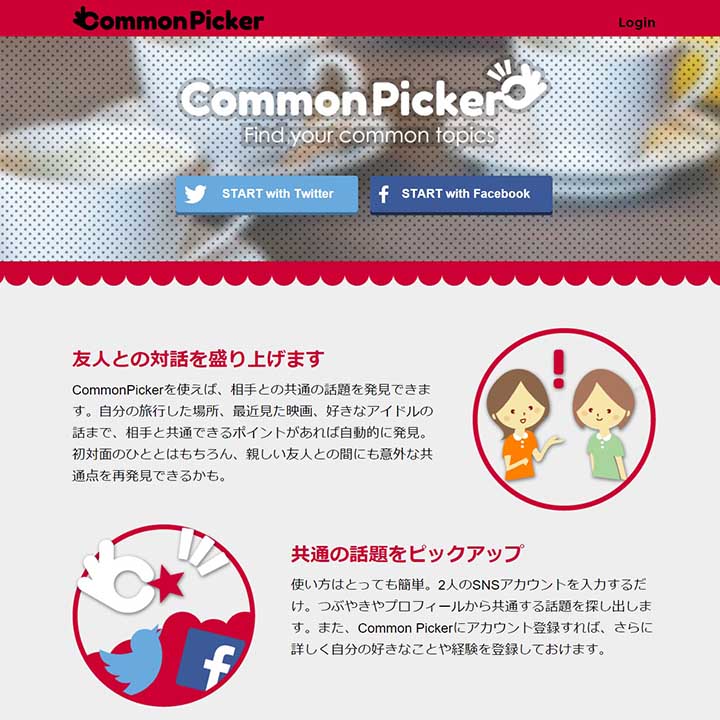 CommonPicker
Login
CommonPicker
Find your common topics
START with Twitter
START with Facebook
友人との対話を盛り上げます
CommonPickerを使えば、相手との共通の話題を発見できま
す。自分の旅行した場所、最近見た映画、好きなアイドルの
話まで、相手と共通できるポイントがあれば自動的に発見。
初対面のひととはもちろん、親しい友人との間にも意外な共
通点を再発見できるかも。
!
共通の話題をピックアップ
使い方はとっても簡単。2人のSNSアカウントを入力するだ
け。つぶやきやプロフィールから共通する話題を探し出しま
す。また、Common Pickerにアカウント登録すれば、さらに
詳しく自分の好きなことや経験を登録しておけます。